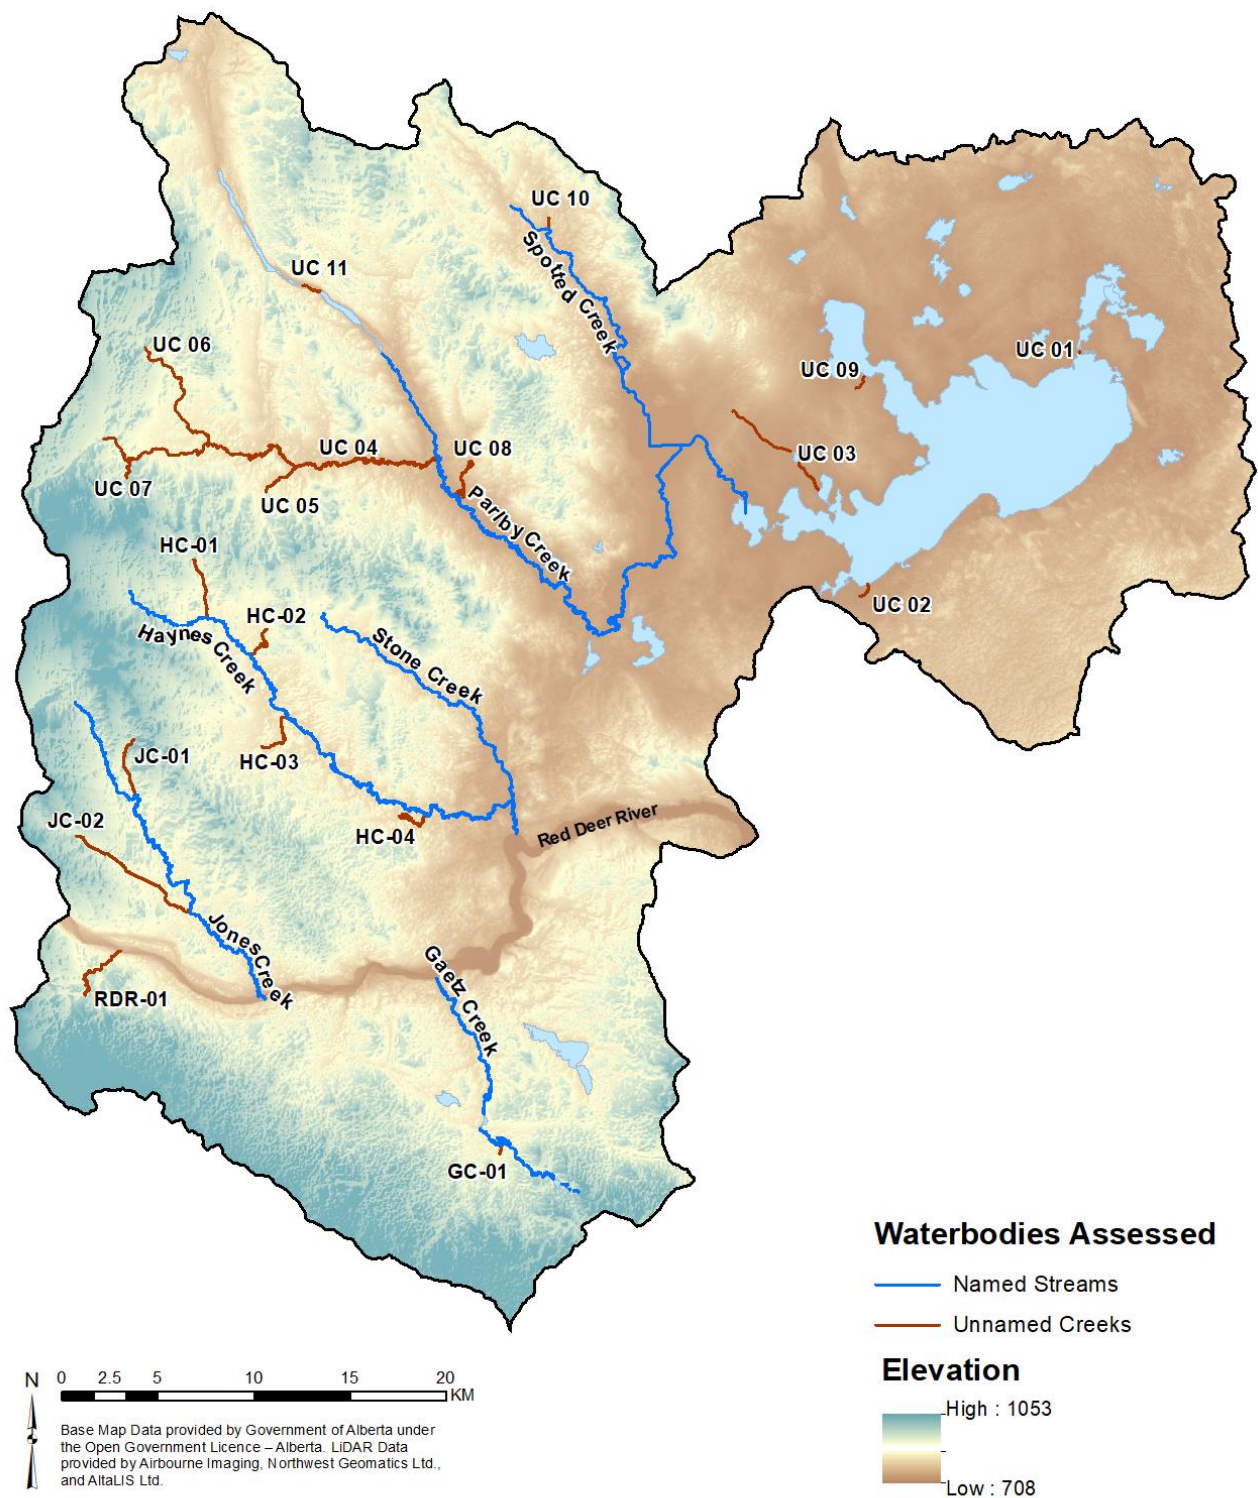 UC 10
Spotted Creek
UC 11
UC 06
UC 01
UC 09
UC 04
UC 08
UC 03
UC 07
UC 05
Parlby Creek
HC-01
UC 02
HC-02
Haynes Creek
Stone Creek
JC-01
HC-03
JC-02
HC-04
Red Deer River
Jones Creek
Gaetz Creek
RDR-01
GC-01
Waterbodies Assessed
Named Streams
Unnamed Creeks
Elevation
High : 1053
Low : 708
N
0 2.5 5 10 15 20
KM
Base Map Data provided by Government of Alberta under
the Open Government Licence – Alberta. LiDAR Data
provided by Airbourne Imaging, Northwest Geomatics Ltd.,
and AltaLIS Ltd.